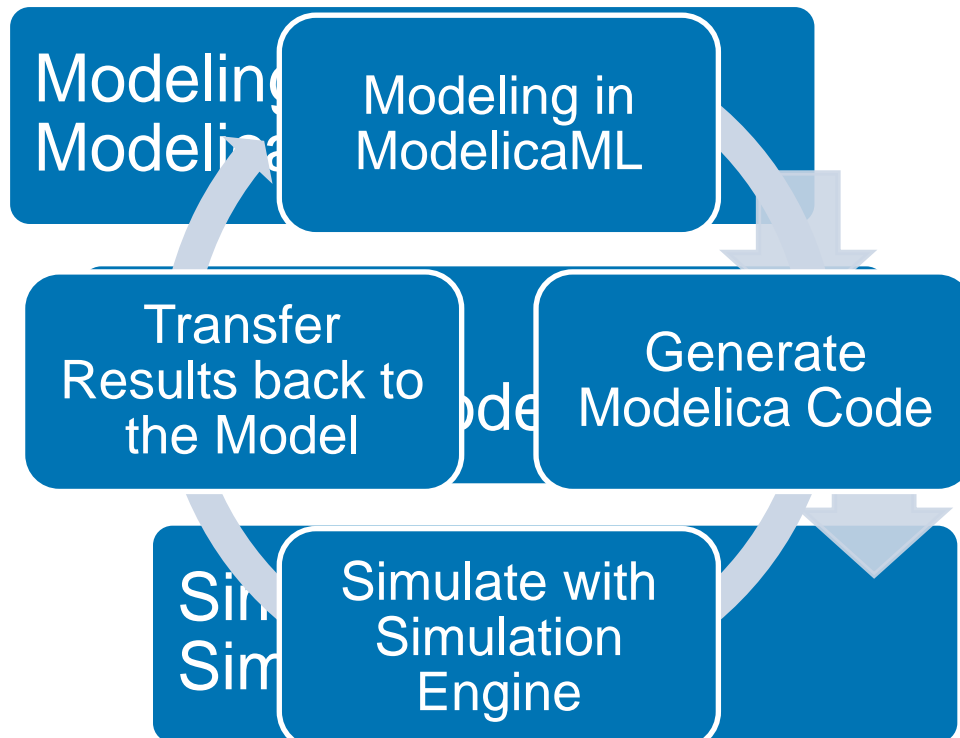 Modeling in
ModelicaML
Transfer
Results back to
the Model
Generate
Modelica Code
Simulate with
Simulation
Engine